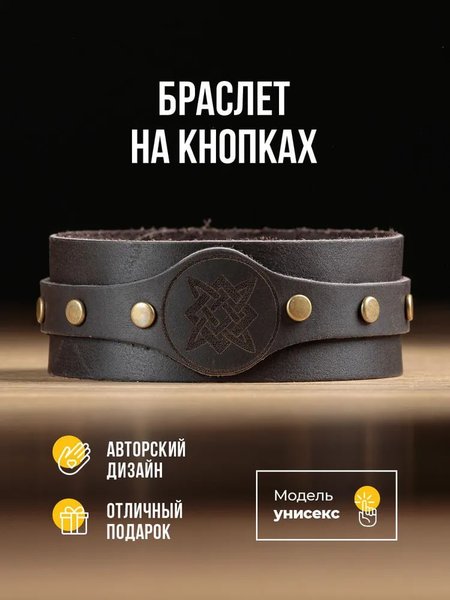 БРАСЛЕТ
НА КНОПКАХ
АВТОРСКИЙ
ДИЗАЙН
ОТЛИЧНЫЙ
ПОДАРОК
Модель
унисекс